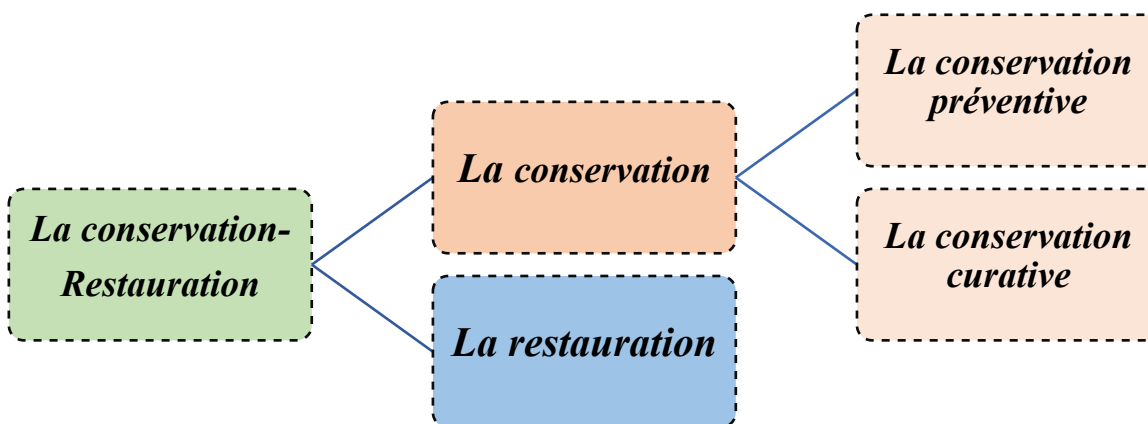 La conservation-
Restauration
La conservation
La restauration
La conservation
préventive
La conservation
curative